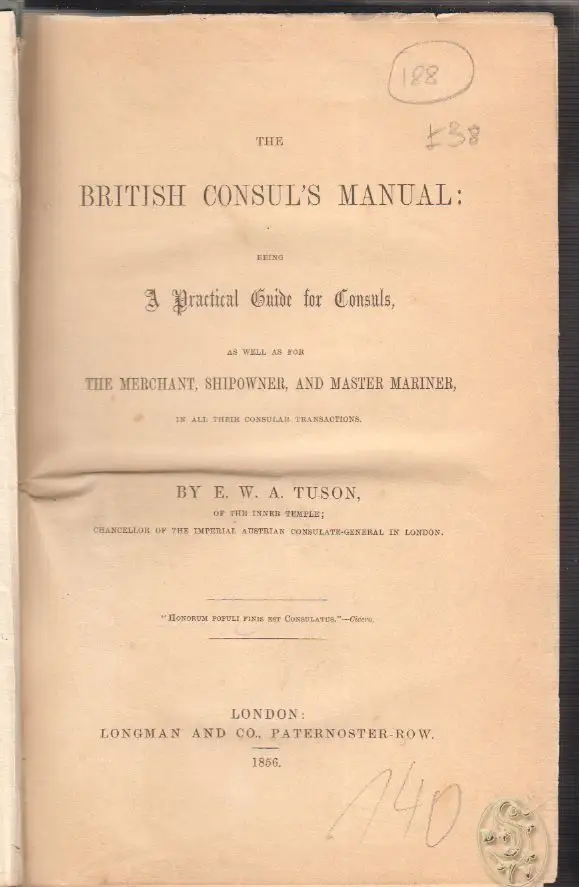 188
£38
THE
BRITISH CONSUL'S MANUAL:
BEING
A Practical Guide for Consuls,
AS WELL AS FOR
THE MERCHANT, SHIPOWNER, AND MASTER MARINER,
IN ALL THEIR CONSULAR TRANSACTIONS.
BY E. W. A. TUSON,
OF THE INNER TEMPLE;
CHANCELLOR OF THE IMPERIAL AUSTRIAN CONSULATE-GENERAL IN LONDON.
"HONORUM POPULI FINIS EST CONSULATUS."—Cicero.
LONDON:
LONGMAN AND CO., PATERNOSTER-ROW.
1856.
140